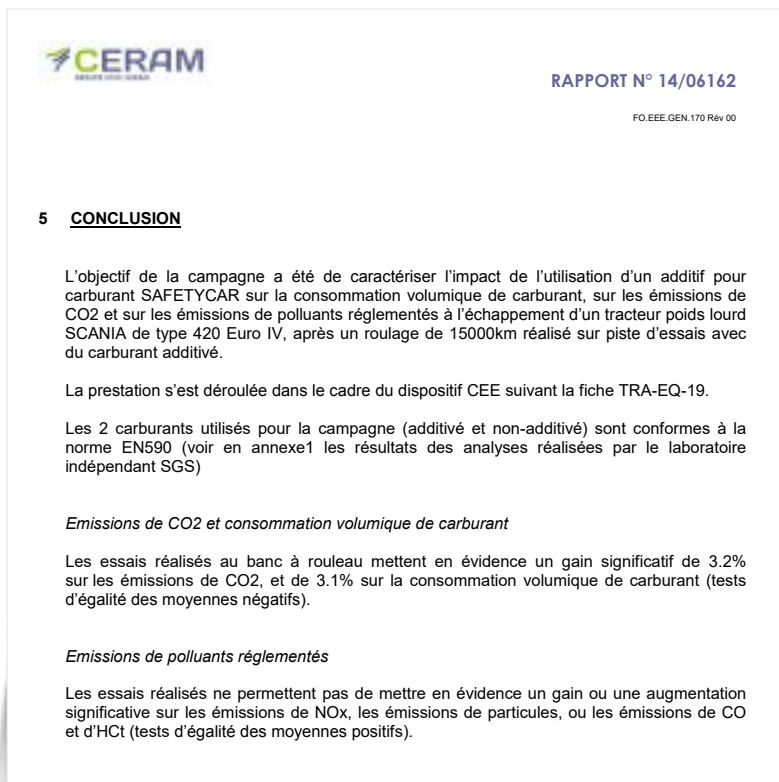 CERAM
RAPPORT N° 14/06162
FO.EEE.GEN.170 Rév 00
5 CONCLUSION
L’objectif de la campagne a été de caractériser l’impact de l’utilisation d’un additif pour
carburant SAFETYCAR sur la consommation volumique de carburant, sur les émissions de
CO2 et sur les émissions de polluants réglementés à l’échappement d’un tracteur poids lourd
SCANIA de type 420 Euro IV, après un roulage de 15000km réalisé sur piste d’essais avec
du carburant additivé.
La prestation s’est déroulée dans le cadre du dispositif CEE suivant la fiche TRA-EQ-19.
Les 2 carburants utilisés pour la campagne (additivé et non-additivé) sont conformes à la
norme EN590 (voir en annexe1 les résultats des analyses réalisées par le laboratoire
indépendant SGS)
Emissions de CO2 et consommation volumique de carburant
Les essais réalisés au banc à rouleau mettent en évidence un gain significatif de 3.2%
sur les émissions de CO2, et de 3.1% sur la consommation volumique de carburant (tests
d’égalité des moyennes négatifs).
Emissions de polluants réglementés
Les essais réalisés ne permettent pas de mettre en évidence un gain ou une augmentation
significative sur les émissions de NOx, les émissions de particules, ou les émissions de CO
et d’HCt (tests d’égalité des moyennes positifs).